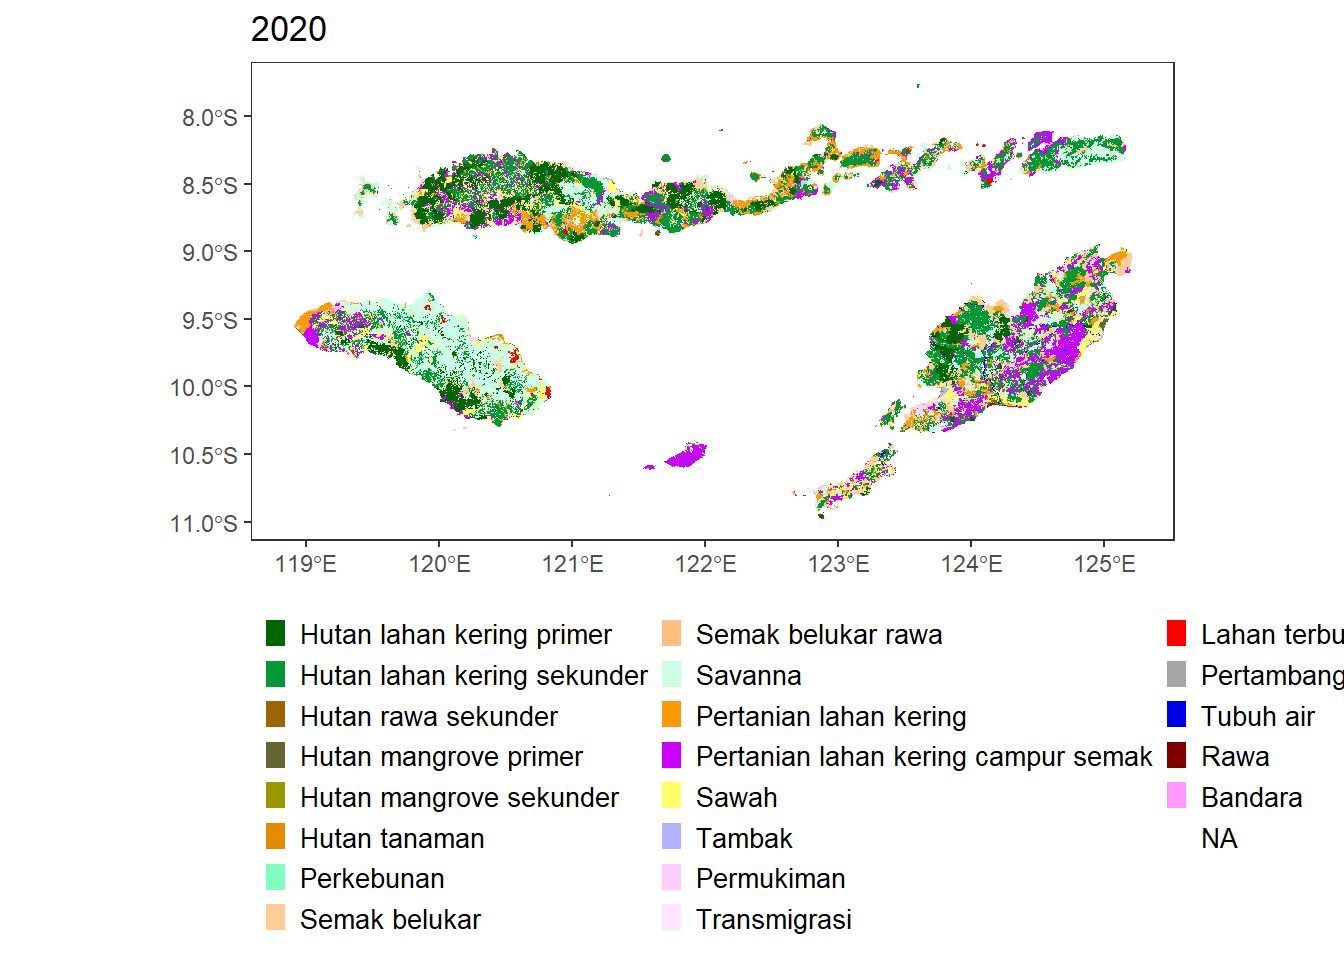 2020
8.0°S
8.5°S
9.0°S
9.5°S
10.0°S
10.5°S
11.0°S
119°E 120°E 121°E 122°E 123°E 124°E 125°E
Hutan lahan kering primer
Hutan lahan kering sekunder
Hutan rawa sekunder
Hutan mangrove primer
Hutan mangrove sekunder
Hutan tanaman
Perkebunan
Semak belukar
Semak belukar rawa
Savanna
Pertanian lahan kering
Pertanian lahan kering campur semak
Sawah
Tambak
Permukiman
Transmigrasi
Lahan terbu
Pertambang
Tubuh air
Rawa
Bandara
NA